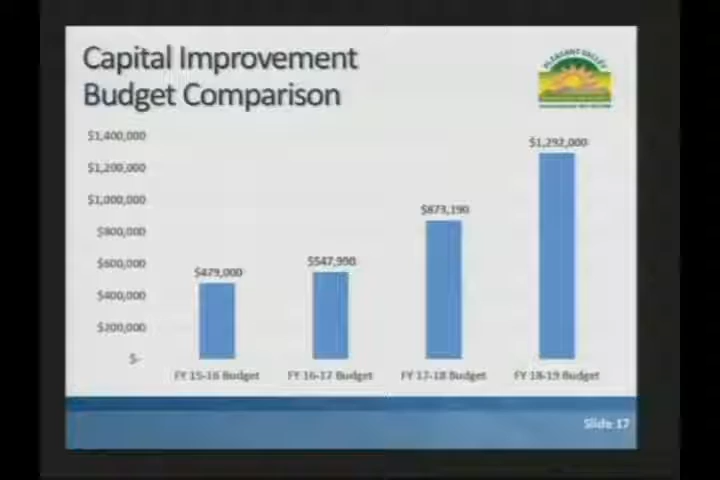 Capital Improvement
Budget Comparison
PLEASANT VALLEY
$1,400,000
$1,200,000
$1,000,000
$800,000
$600,000
$400,000
$200,000
$-
$479,000
$547,990
$873,190
$1,292,000
FY 15-16 Budget
FY 16-17 Budget
FY 17-18 Budget
FY 18-19 Budget
Slide 17